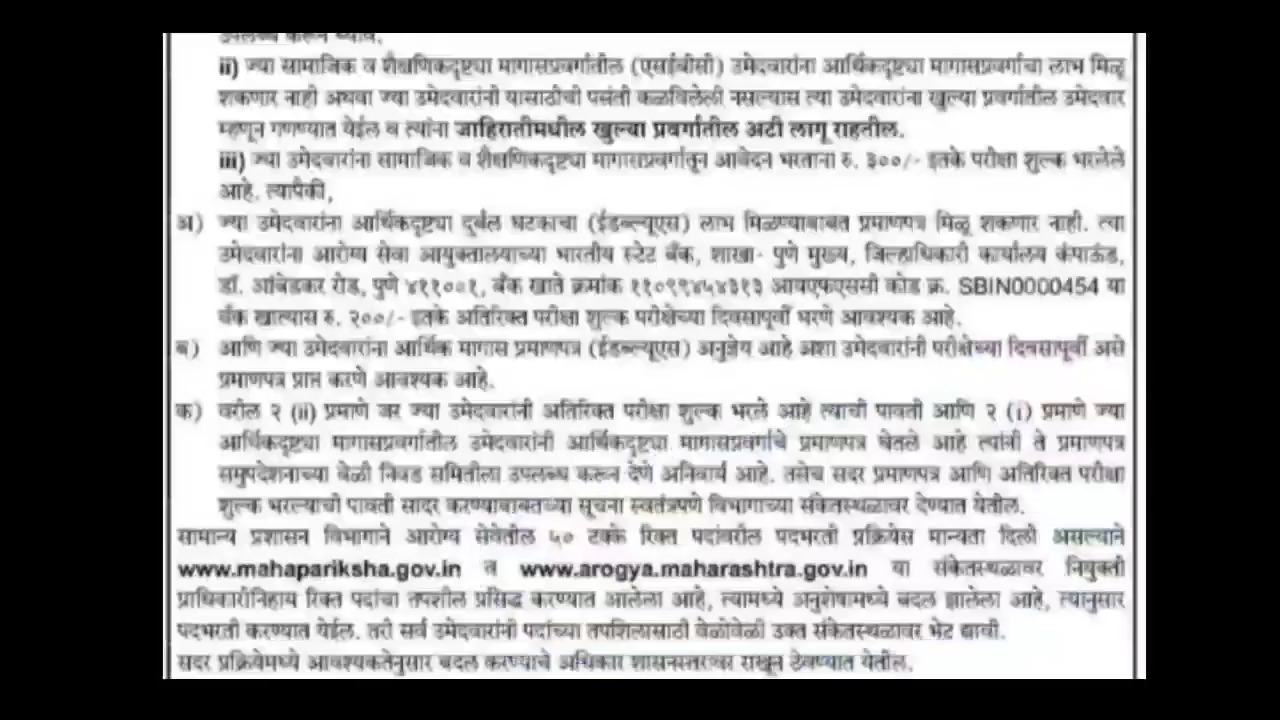 उपलब्ध करून द्यावे.
ii) ज्या सामाजिक व शैक्षणिकदृष्ट्या मागासप्रवर्गातील (एसईबीसी) उमेदवारांना आर्थिकदृष्ट्या मागासप्रवर्गाचा लाभ मिळू
शकणार नाही अथवा ज्या उमेदवारांनी यासाठीची पसंती कळविलेली नसल्यास त्या उमेदवारांना खुल्या प्रवर्गातील उमेदवार
म्हणून गणण्यात येईल व त्यांना जाहिरातीमधील खुल्या प्रवर्गातील अटी लागू राहतील.
iii) ज्या उमेदवारांना सामाजिक व शैक्षणिकदृष्ट्या मागासप्रवर्गातून आवेदन भरताना रु. ३००/- इतके परीक्षा शुल्क भरलेले
आहे. त्यापैकी,
अ) ज्या उमेदवारांना आर्थिकदृष्ट्या दुर्बल घटकाचा (ईडब्ल्यूएस) लाभ मिळण्याबाबत प्रमाणपत्र मिळू शकणार नाही. त्या
उमेदवारांना आरोग्य सेवा आयुक्तालयाच्या भारतीय स्टेट बँक, शाखा- पुणे मुख्य, जिल्हाधिकारी कार्यालय कंपाऊंड,
डॉ. आंबेडकर रोड, पुणे ४११००१, बँक खाते क्रमांक ११०९९४५४३१३ आयएफएससी कोड क्र. SBIN0000454 या
बँक खात्यास रु. २००/- इतके अतिरिक्त परीक्षा शुल्क परीक्षेच्या दिवसापूर्वी भरणे आवश्यक आहे.
ब) आणि ज्या उमेदवारांना आर्थिक मागास प्रमाणपत्र (ईडब्ल्यूएस) अनुज्ञेय आहे अशा उमेदवारांनी परीक्षेच्या दिवसापूर्वी असे
प्रमाणपत्र प्राप्त करणे आवश्यक आहे.
क) वरील २ (ii) प्रमाणे जर ज्या उमेदवारांनी अतिरिक्त परीक्षा शुल्क भरले आहे त्याची पावती आणि २ (i) प्रमाणे ज्या
आर्थिकदृष्ट्या मागासप्रवर्गातील उमेदवारांनी आर्थिकदृष्ट्या मागासप्रवर्गाचे प्रमाणपत्र घेतले आहे त्यांनी ते प्रमाणपत्र
समुपदेशनाच्या वेळी निवड समितीला उपलब्ध करून देणे अनिवार्य आहे. तसेच सदर प्रमाणपत्र आणि अतिरिक्त परीक्षा
शुल्क भरल्याची पावती सादर करण्याबाबतच्या सूचना स्वतंत्रपणे विभागाच्या संकेतस्थळावर देण्यात येतील.
सामान्य प्रशासन विभागाने आरोग्य सेवेतील ५० टक्के रिक्त पदांवरील पदभरती प्रक्रियेस मान्यता दिली असल्याने
www.mahapariksha.gov.in व www.arogya.maharashtra.gov.in या संकेतस्थळावर नियुक्ती
प्राधिकारीनिहाय रिक्त पदांचा तपशील प्रसिद्ध करण्यात आलेला आहे, त्यामध्ये अनुशेषामध्ये बदल झालेला आहे, त्यानुसार
पदभरती करण्यात येईल. तरी सर्व उमेदवारांनी पदांच्या तपशिलासाठी वेळोवेळी उक्त संकेतस्थळावर भेट द्यावी.
सदर प्रक्रियेमध्ये आवश्यकतेनुसार बदल करण्याचे अधिकार शासनस्तरावर राखून ठेवण्यात येतील.